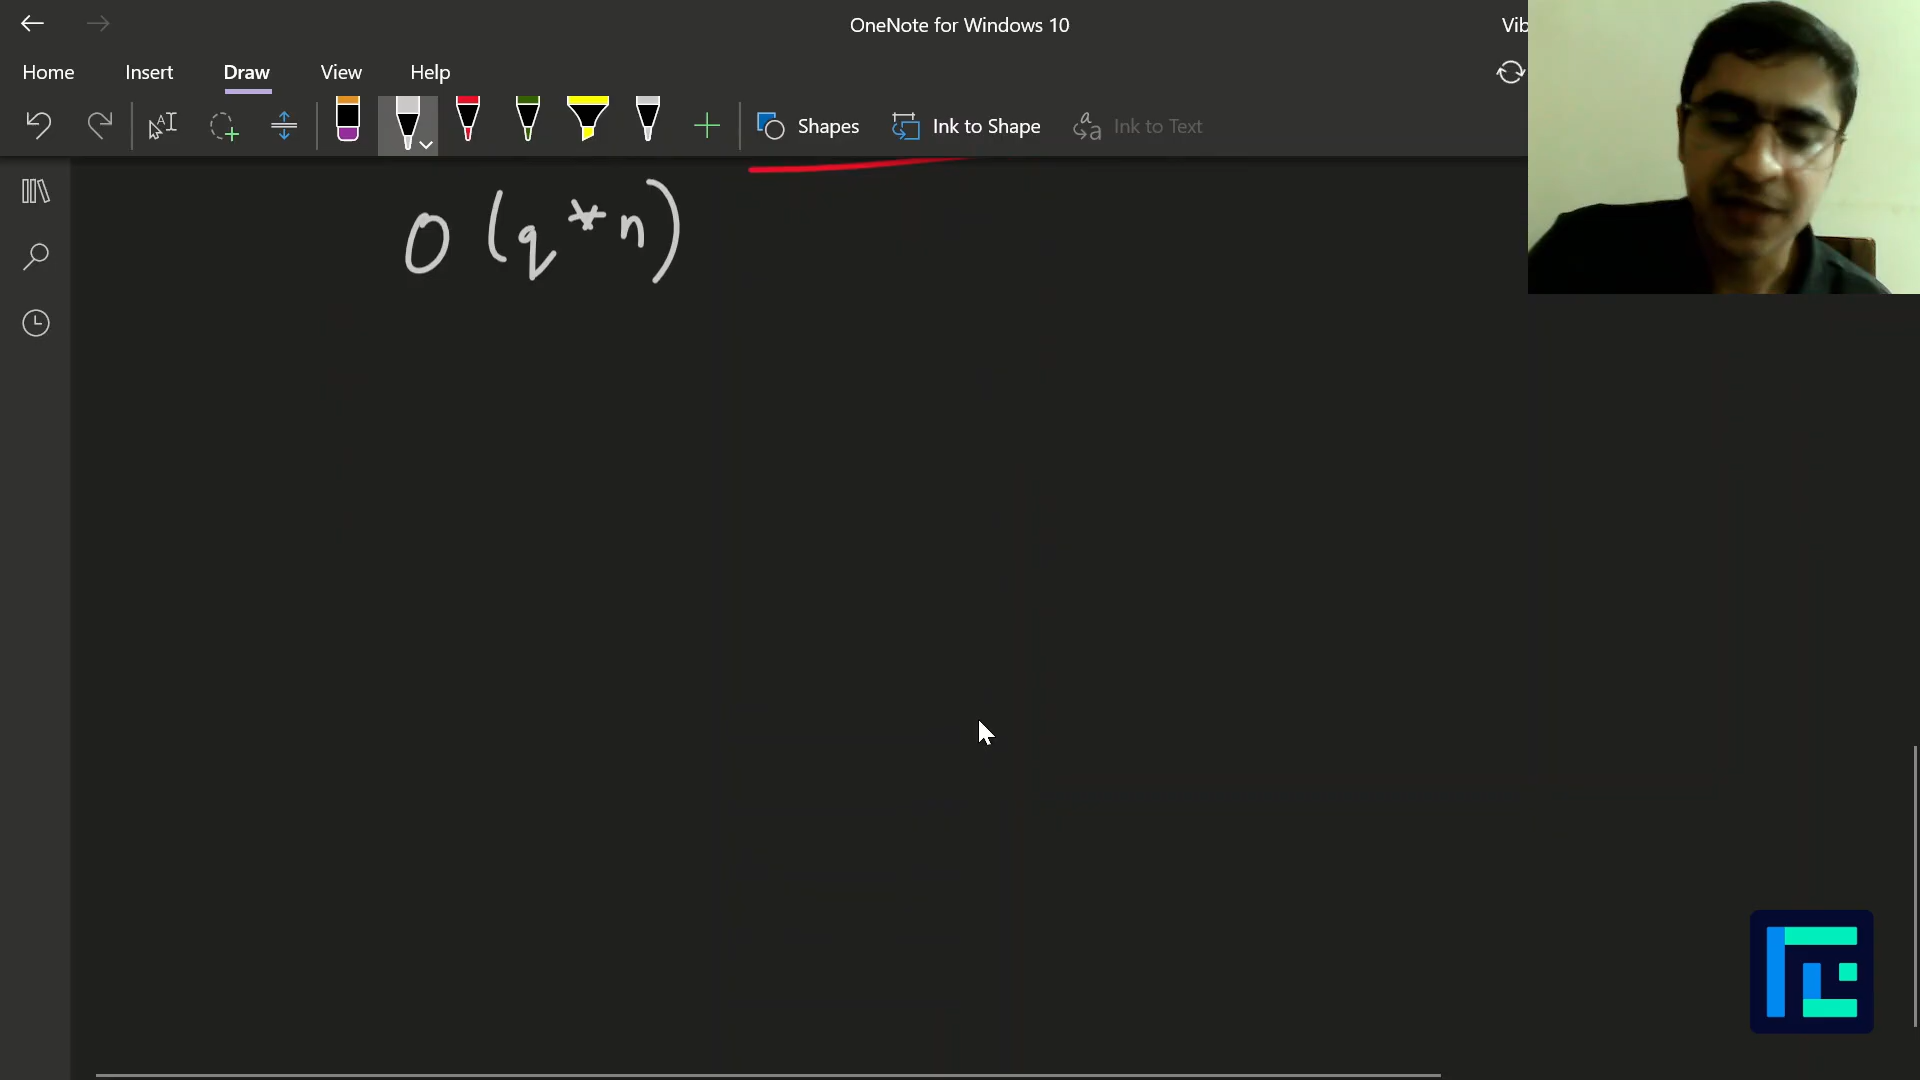 OneNote for Windows 10
Vib
Home Insert Draw View Help
Shapes Ink to Shape Ink to Text
O (q*n)